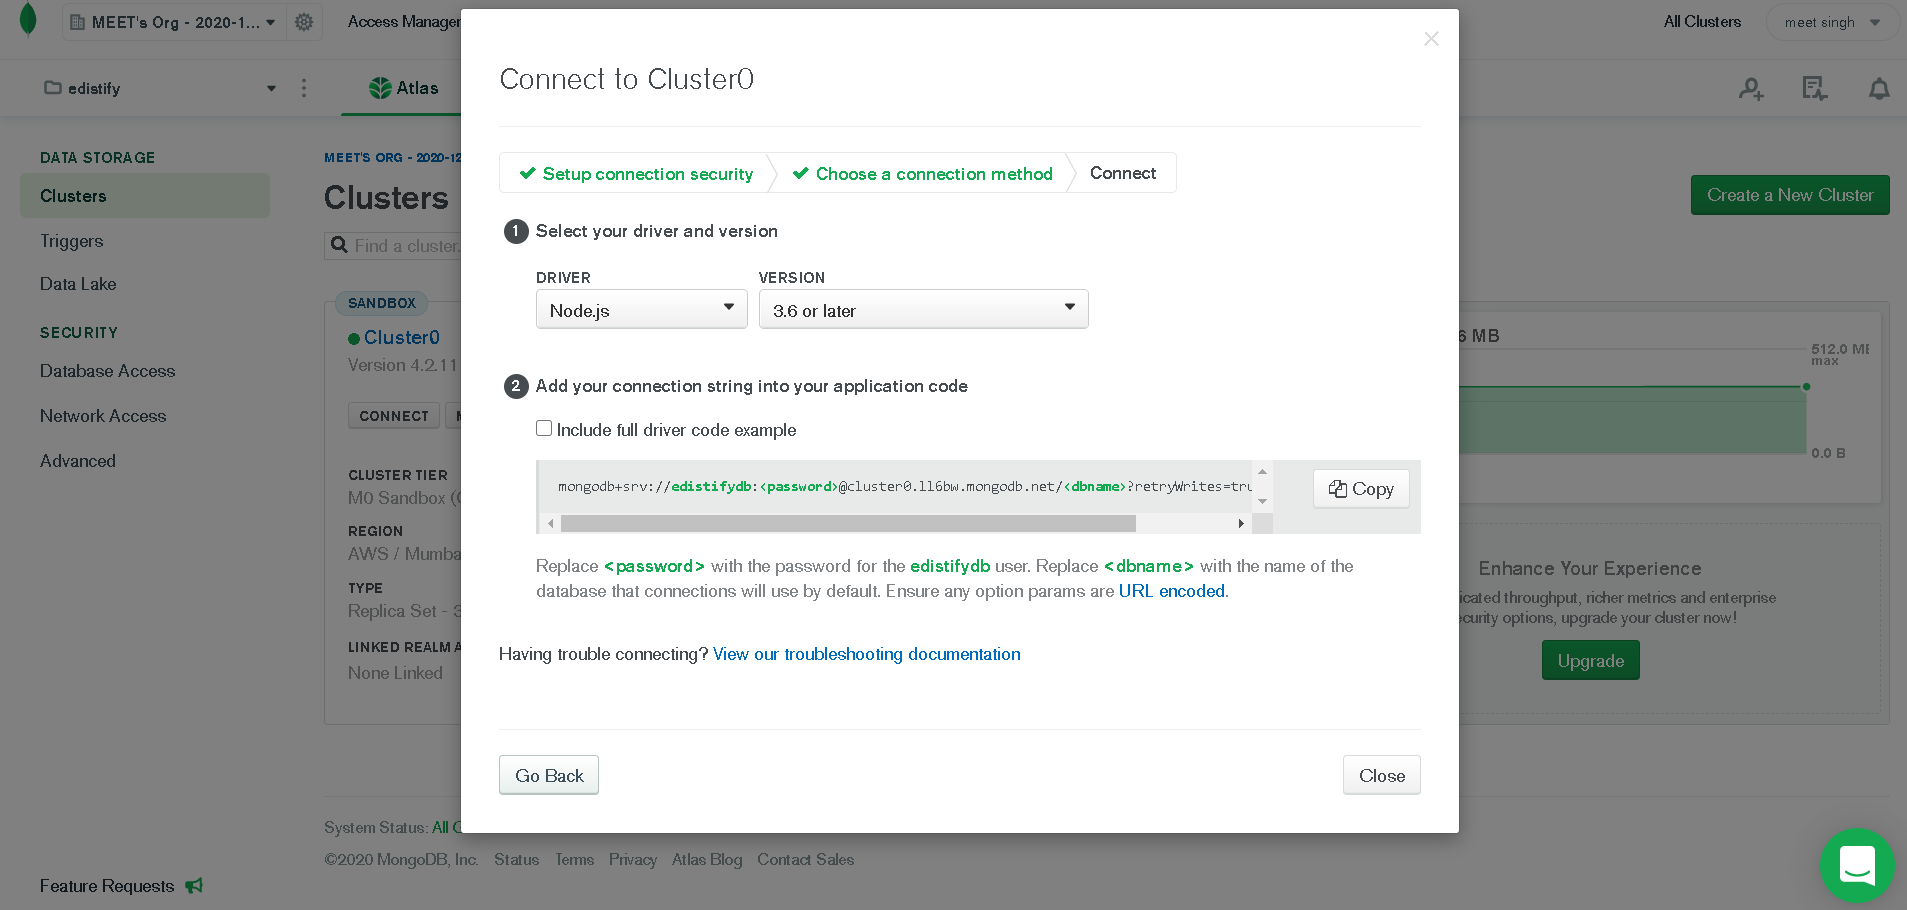 MEET's Org - 2020-1...
Access Manager
All Clusters
meet singh
edistify
Atlas
Connect to Cluster0
DATA STORAGE
Clusters
Triggers
Data Lake
SECURITY
Database Access
Network Access
Advanced
MEET'S ORG - 2020-12
Clusters
Find a cluster.
Create a New Cluster
SANDBOX
Cluster0
Version 4.2.11
CONNECT
CLUSTER TIER
M0 Sandbox
REGION
AWS / Mumba
TYPE
Replica Set - 3
LINKED REALM A
None Linked
Setup connection security
Choose a connection method
Connect
1 Select your driver and version
DRIVER
VERSION
Node.js
3.6 or later
2 Add your connection string into your application code
Include full driver code example
mongodb+srv://edistifydb:<password>@cluster0.ll6bw.mongodb.net/<dbname>?retryWrites=tru
Copy
Replace <password> with the password for the edistifydb user. Replace <dbname> with the name of the
database that connections will use by default. Ensure any option params are URL encoded.
Having trouble connecting? View our troubleshooting documentation
Go Back
Close
6 MB
512.0 MB
max
0.0 B
Enhance Your Experience
icated throughput, richer metrics and enterprise
ecurity options, upgrade your cluster now!
Upgrade
System Status: All
©2020 MongoDB, Inc. Status Terms Privacy Atlas Blog Contact Sales
Feature Requests